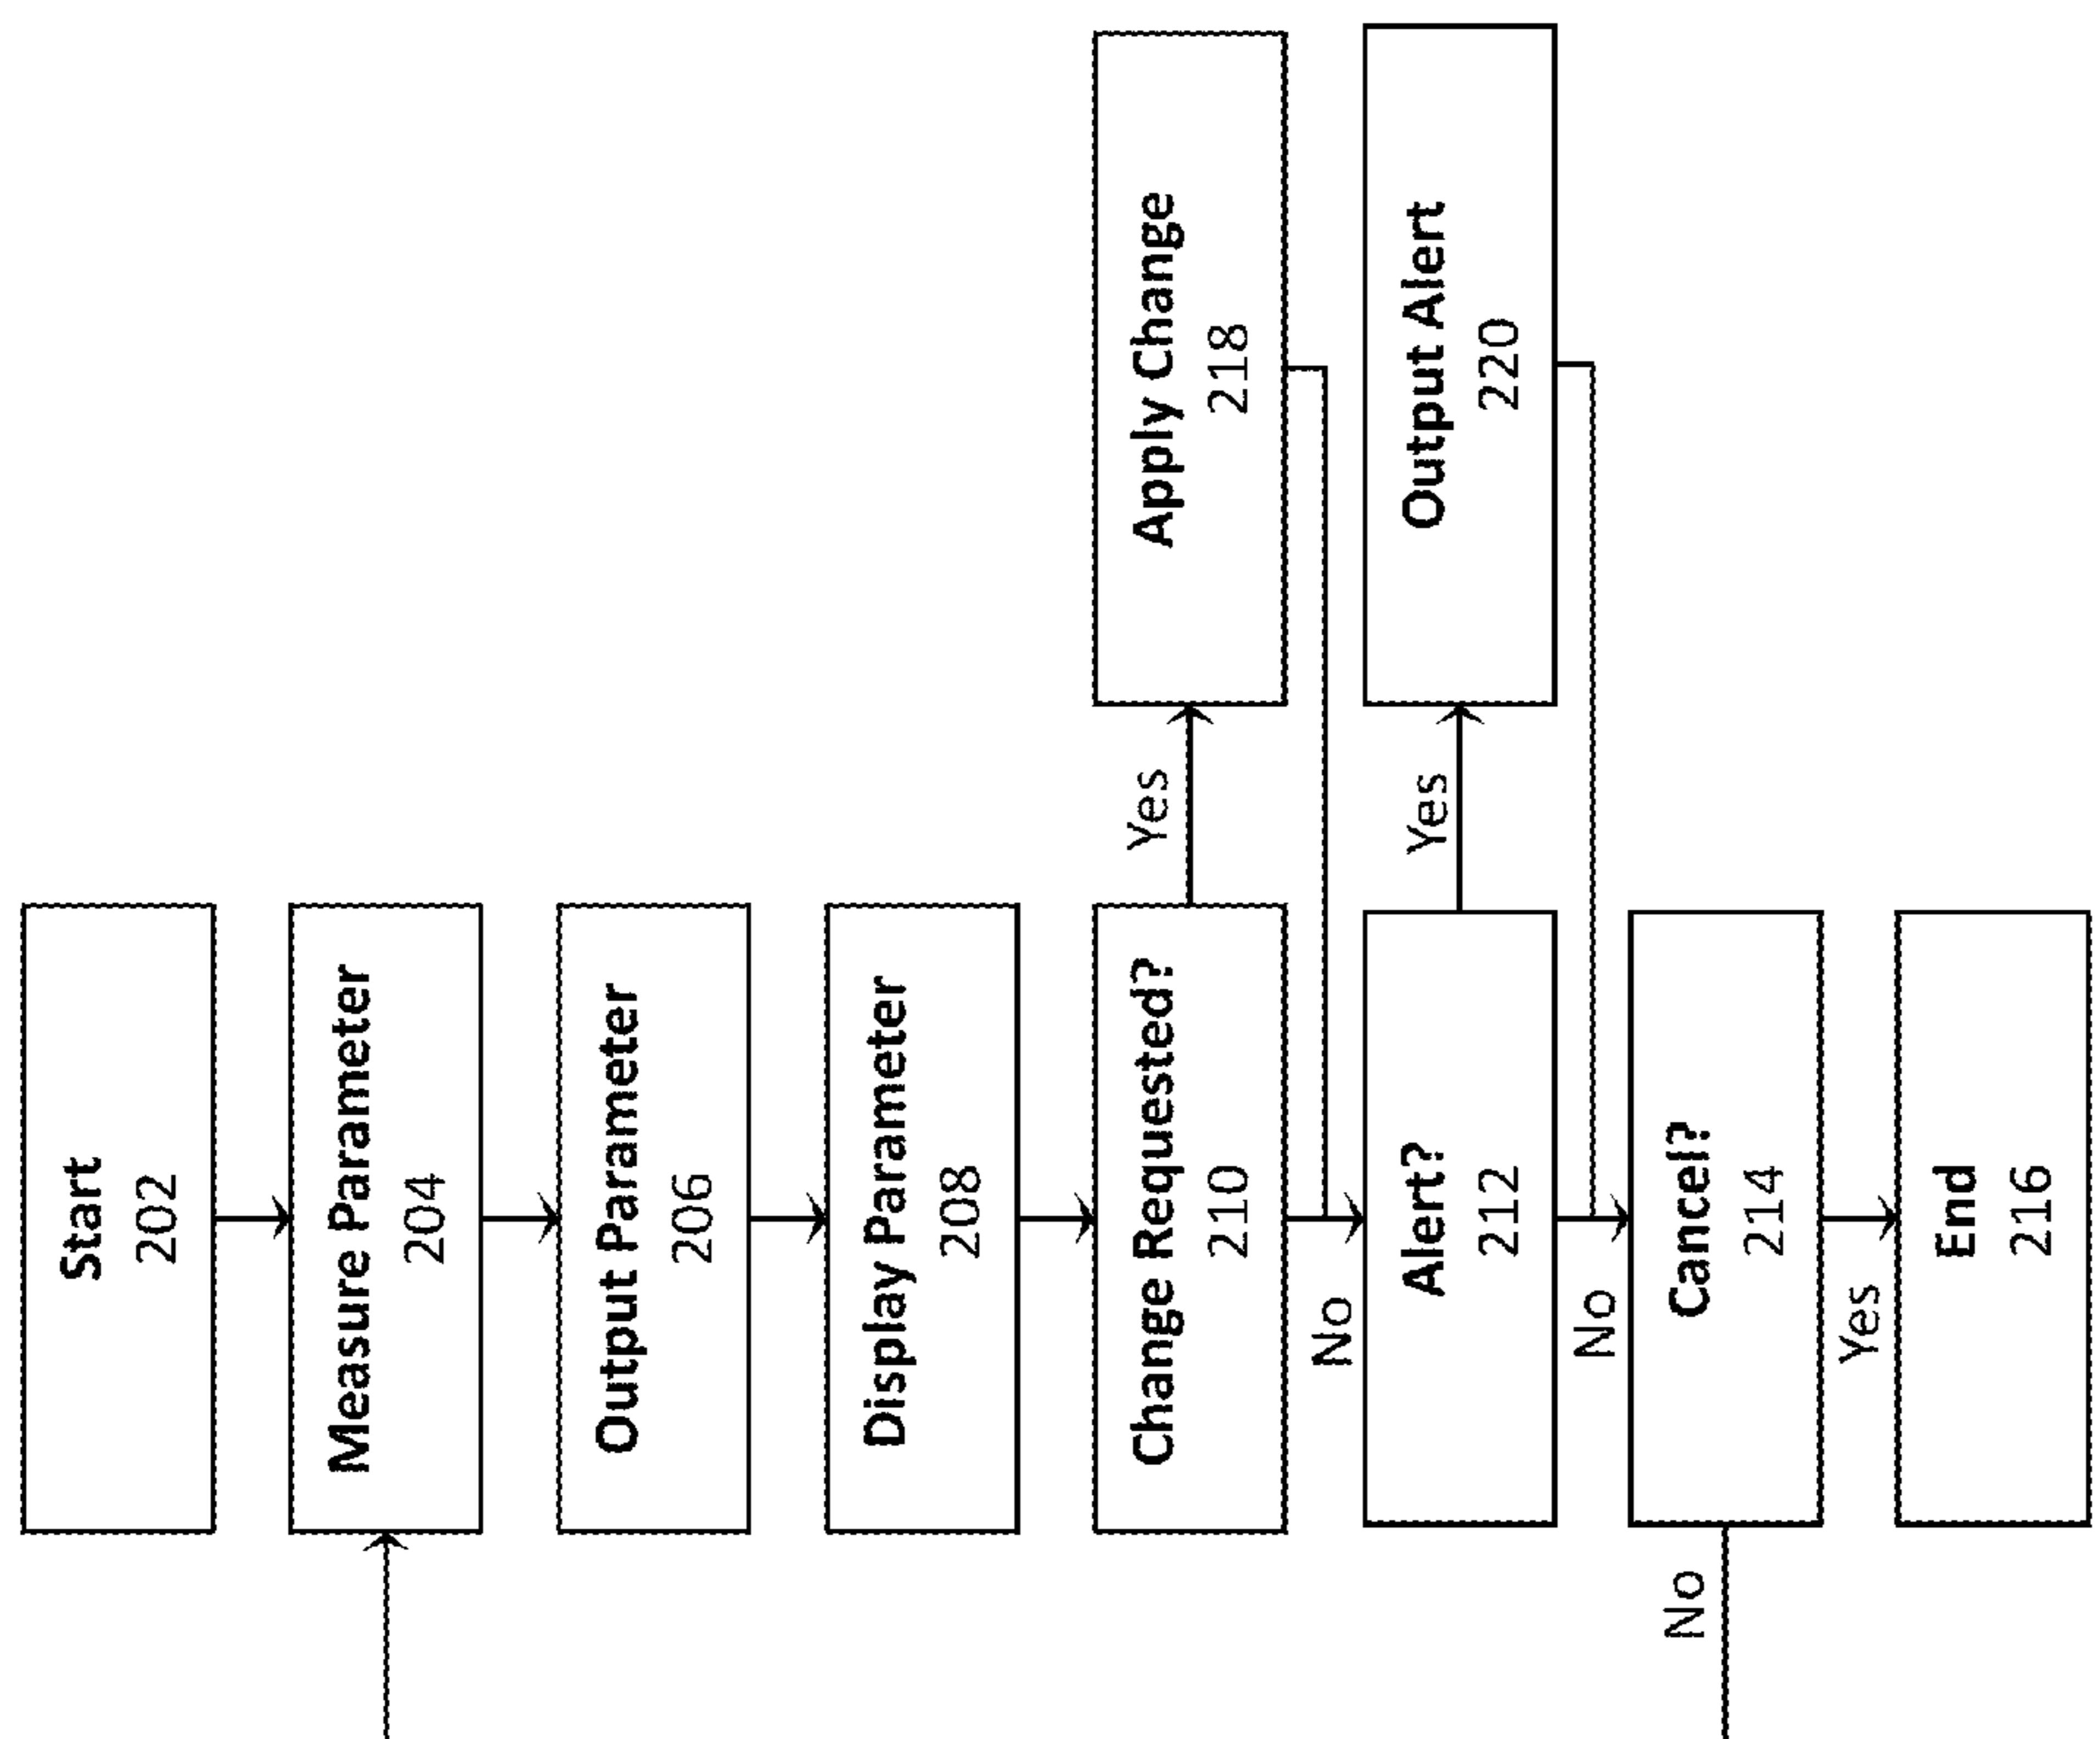 Start
202
Measure Parameter
204
Output Parameter
206
Display Parameter
208
Change Requested?
210
Yes
Apply Change
218
No
Alert?
212
Yes
Output Alert
220
No
Cancel?
214
No
Yes
End
216